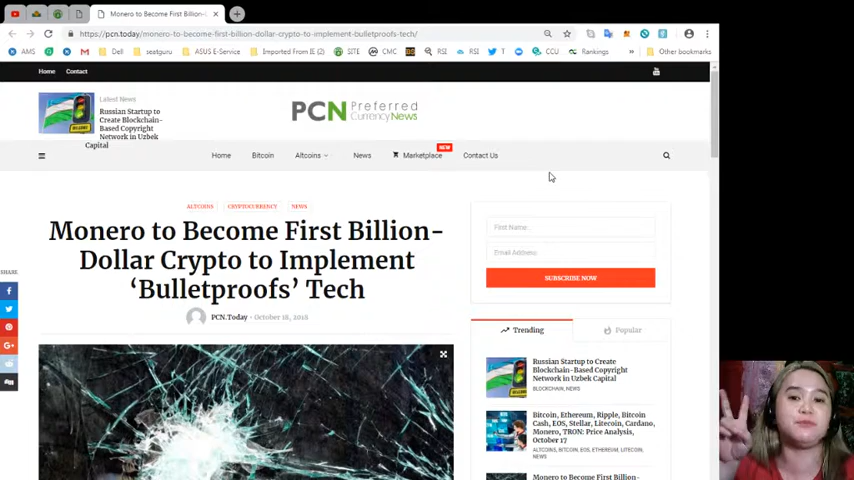 Monero to Become First Billion-D
https://pcn.today/monero-to-become-first-billion-dollar-crypto-to-implement-bulletproofs-tech/
AMS
Dell
seatguru
ASUS E-Service
Imported From IE (2)
SITE
CMC
RSI
RSI
T
CCU
Rankings
»
Other bookmarks
Home
Contact
Latest News
Russian Startup to
Create Blockchain-
Based Copyright
Network in Uzbek
Capital
PCN Preferred
Currency News
Home
Bitcoin
Altcoins
News
Marketplace
NEW
Contact Us
ALTCOINS
CRYPTOCURRENCY
NEWS
Monero to Become First Billion-
Dollar Crypto to Implement
‘Bulletproofs’ Tech
PCN.Today - October 18, 2018
SHARE
First Name...
Email Address
SUBSCRIBE NOW
Trending
Popular
Russian Startup to Create
Blockchain-Based Copyright
Network in Uzbek Capital
BLOCKCHAIN, NEWS
Bitcoin, Ethereum, Ripple, Bitcoin
Cash, EOS, Stellar, Litecoin, Cardano,
Monero, TRON: Price Analysis,
October 17
ALTCOINS, BITCOIN, EOS, ETHEREUM, LITECOIN,
NEWS
Monero to Become First Billion-